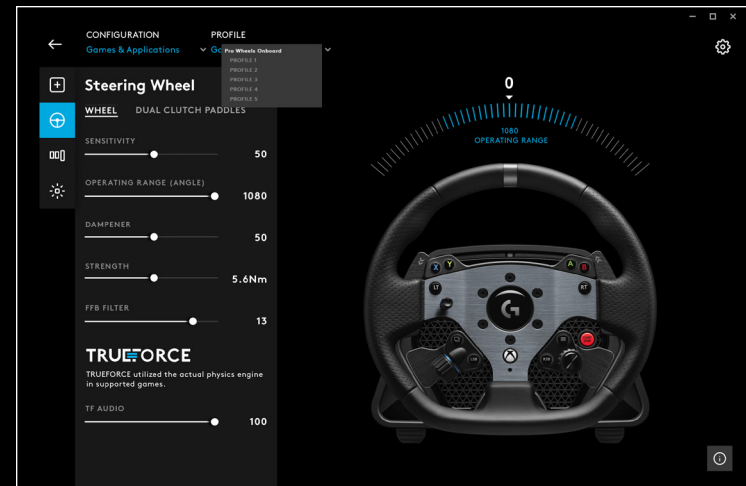 CONFIGURATION
PROFILE
Games & Applications
Pro Wheels Onboard
PROFILE 1
PROFILE 2
PROFILE 3
PROFILE 4
PROFILE 5
Steering Wheel
WHEEL
DUAL CLUTCH PADDLES
SENSITIVITY
50
OPERATING RANGE (ANGLE)
1080
DAMPENER
50
STRENGTH
5.6Nm
FFB FILTER
13
TRUEFORCE
TRUEFORCE utilized the actual physics engine
in supported games.
TF AUDIO
100
0
1080
OPERATING RANGE
X Y
A B
LT
RT
LSB
RSB